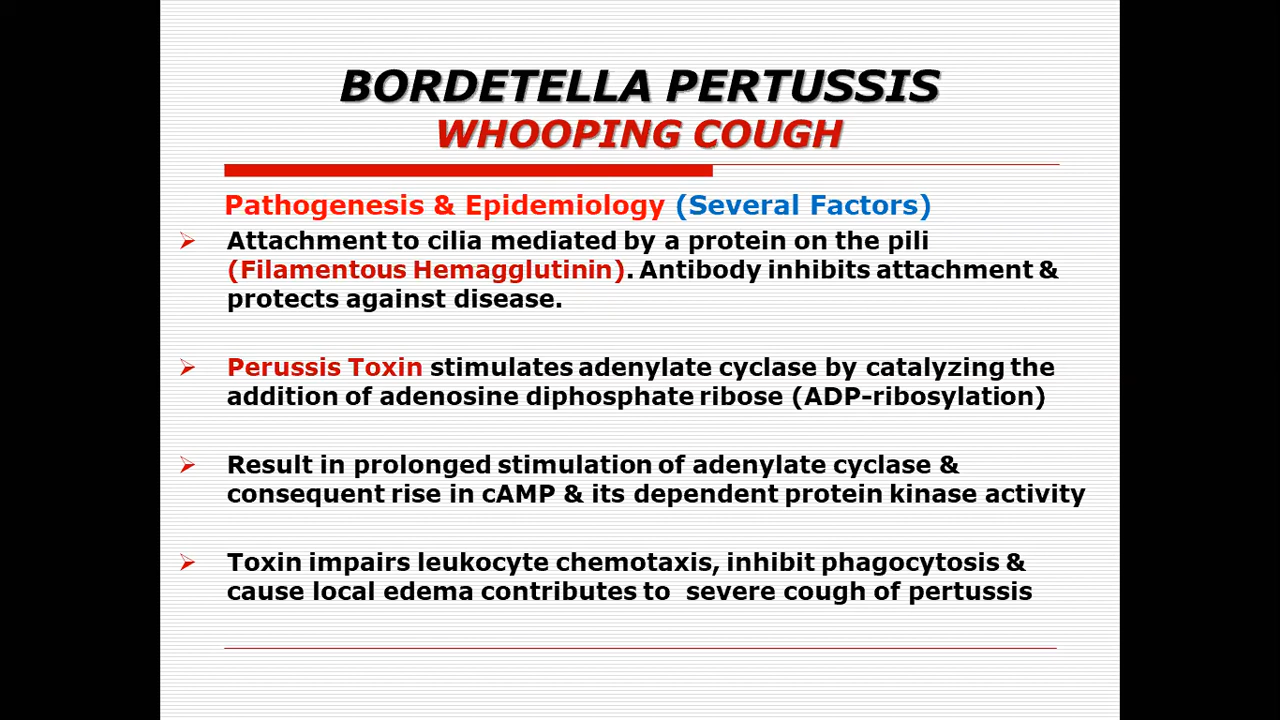 BORDETELLA PERTUSSIS
WHOOPING COUGH
Pathogenesis & Epidemiology (Several Factors)
Attachment to cilia mediated by a protein on the pili
(Filamentous Hemagglutinin). Antibody inhibits attachment &
protects against disease.
Perussis Toxin stimulates adenylate cyclase by catalyzing the
addition of adenosine diphosphate ribose (ADP-ribosylation)
Result in prolonged stimulation of adenylate cyclase &
consequent rise in cAMP & its dependent protein kinase activity
Toxin impairs leukocyte chemotaxis, inhibit phagocytosis &
cause local edema contributes to  severe cough of pertussis